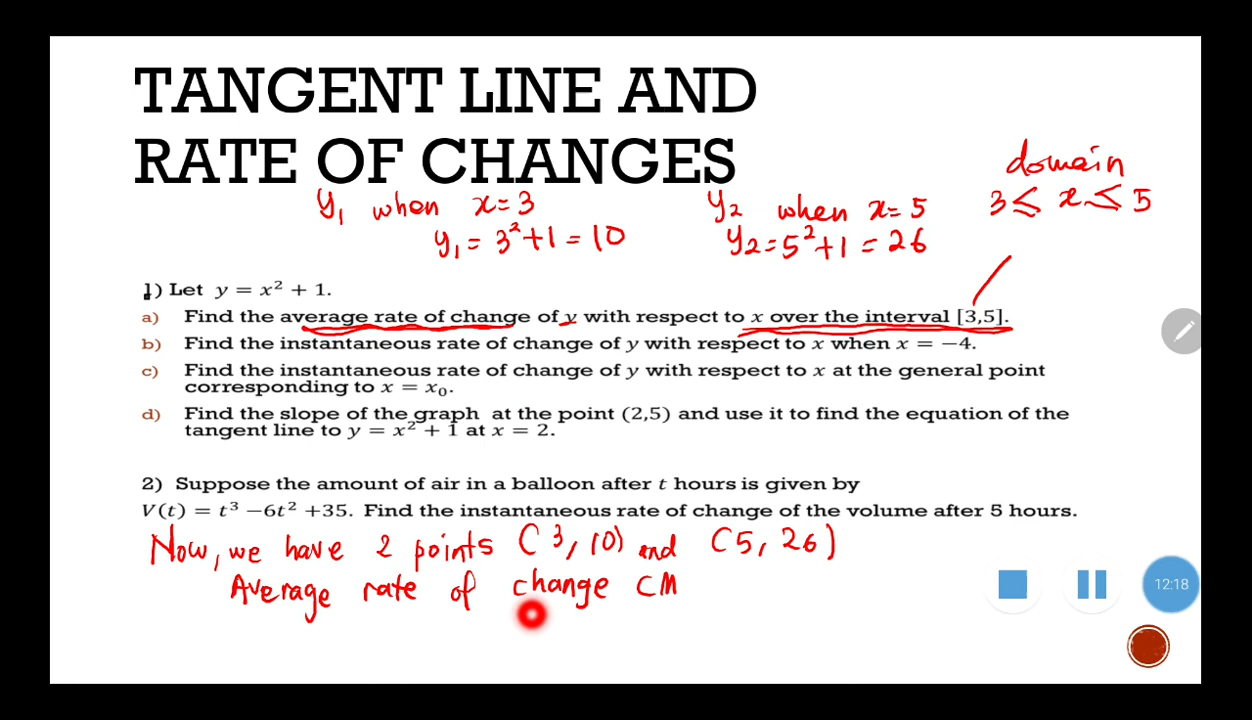 TANGENT LINE AND
RATE OF CHANGES
domain
3 ≤ x ≤ 5
y₁ when x = 3
y₁ = 3² + 1 = 10
y₂ when x = 5
y₂ = 5² + 1 = 26
1) Let y = x² + 1.
a) Find the average rate of change of y with respect to x over the interval [3,5].
b) Find the instantaneous rate of change of y with respect to x when x = −4.
c) Find the instantaneous rate of change of y with respect to x at the general point
corresponding to x = x₀.
d) Find the slope of the graph at the point (2,5) and use it to find the equation of the
tangent line to y = x² + 1 at x = 2.
2) Suppose the amount of air in a balloon after t hours is given by
V(t) = t³ −6t² +35. Find the instantaneous rate of change of the volume after 5 hours.
Now, we have 2 points (3, 10) and (5, 26)
Average rate of change CM
12:18